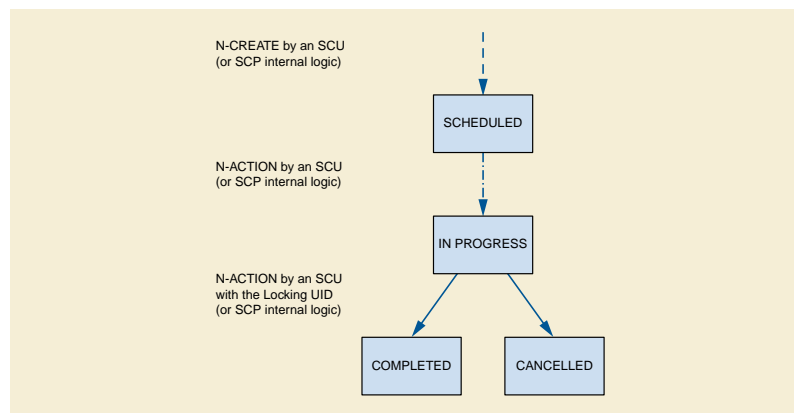 N-CREATE by an SCU
(or SCP internal logic)
SCHEDULED
N-ACTION by an SCU
(or SCP internal logic)
IN PROGRESS
N-ACTION by an SCU
with the Locking UID
(or SCP internal logic)
COMPLETED
CANCELLED